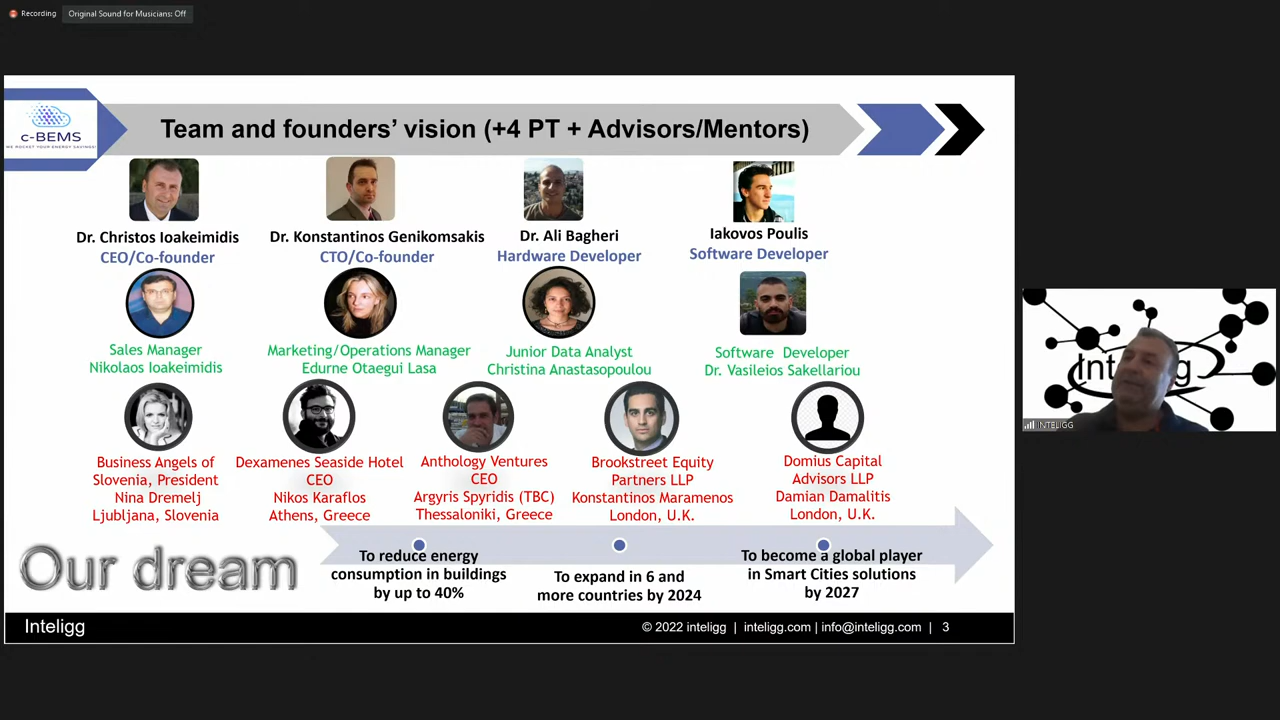 Recording
Original Sound for Musicians: Off
c-BEMS
WE ROCKET YOUR ENERGY SAVINGS!
Team and founders’ vision (+4 PT + Advisors/Mentors)
Dr. Christos Ioakeimidis
CEO/Co-founder
Dr. Konstantinos Genikomsakis
CTO/Co-founder
Dr. Ali Bagheri
Hardware Developer
Iakovos Poulis
Software Developer
Sales Manager
Nikolaos Ioakeimidis
Marketing/Operations Manager
Edurne Otaegui Lasa
Junior Data Analyst
Christina Anastasopoulou
Software Developer
Dr. Vasileios Sakellariou
Business Angels of
Slovenia, President
Nina Dremelj
Ljubljana, Slovenia
Dexamenes Seaside Hotel
CEO
Nikos Karaflos
Athens, Greece
Anthology Ventures
CEO
Argyris Spyridis (TBC)
Thessaloniki, Greece
Brookstreet Equity
Partners LLP
Konstantinos Maramenos
London, U.K.
Domius Capital
Advisors LLP
Damian Damalitis
London, U.K.
Our dream
To reduce energy
consumption in buildings
by up to 40%
To expand in 6 and
more countries by 2024
To become a global player
in Smart Cities solutions
by 2027
Inteligg
© 2022 inteligg | inteligg.com | info@inteligg.com | 3
INTELIGG